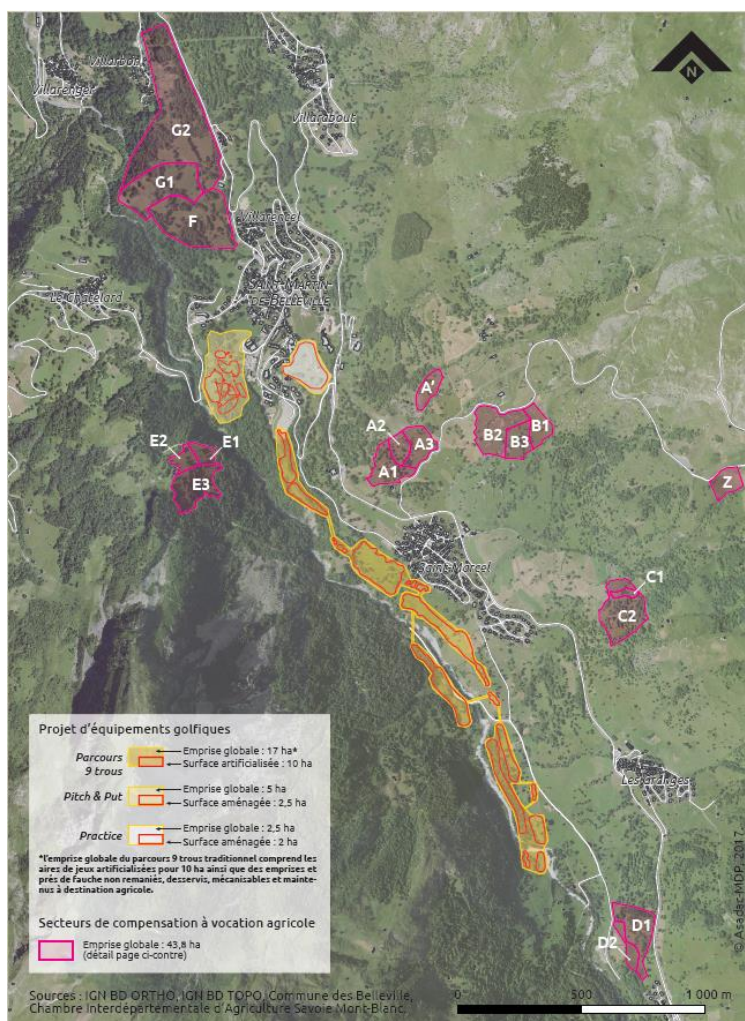 N
Villarbon
Villarenger
Villarabout
G2
G1
F
Villarencel
SAINT-MARTIN
-DE-BELLEVILLE
Le Châtelard
A'
A2
A3
A1
B2
B1
B3
E2
E1
E3
Z
Saint-Marcel
C1
C2
Les Granges
D1
D2
Projet d'équipements golfiques
Parcours
9 trous
Emprise globale : 17 ha*
Surface artificialisée : 10 ha
Pitch & Put
Emprise globale : 5 ha
Surface aménagée : 2,5 ha
Practice
Emprise globale : 2,5 ha
Surface aménagée : 2 ha
*l'emprise globale du parcours 9 trous traditionnel comprend les
aires de jeux artificialisées pour 10 ha ainsi que des emprises et
prés de fauche non remaniés, desservis, mécanisables et mainte-
nus à destination agricole.
Secteurs de compensation à vocation agricole
Emprise globale : 43,8 ha
(détail page ci-contre)
Sources : IGN BD ORTHO, IGN BD TOPO, Commune des Belleville,
Chambre Interdépartementale d'Agriculture Savoie Mont-Blanc.
0 500 1 000 m
© Asadac-MDP, 2017